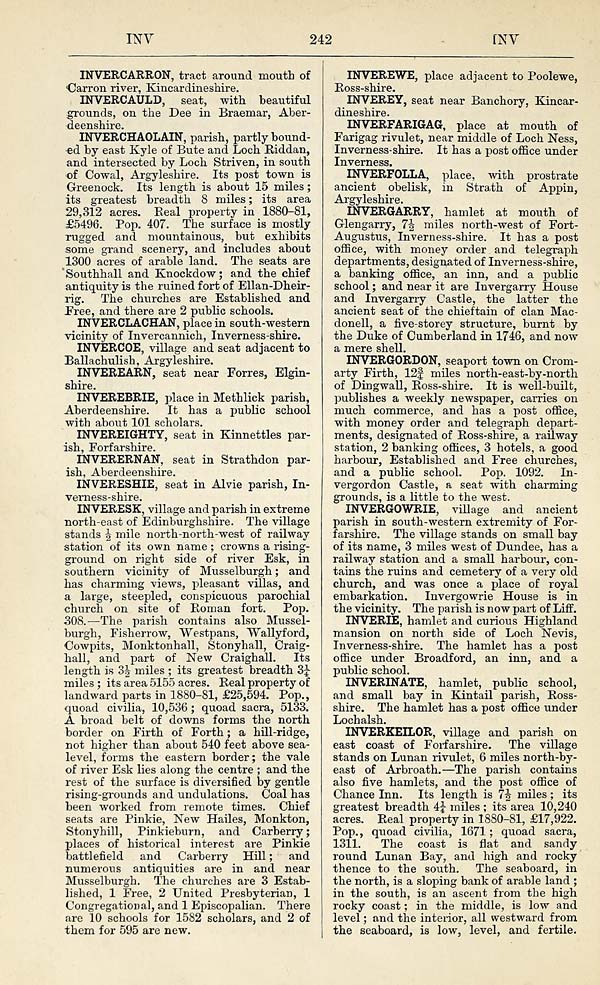 INV 242 INV
INVERCARRON, tract around mouth of
Carron river, Kincardineshire.
INVERCAULD, seat, with beautiful
grounds, on the Dee in Braemar, Aber-
deenshire.
INVERCHAOLAIN, parish, partly bound-
ed by east Kyle of Bute and Loch Riddan,
and intersected by Loch Striven, in south
of Cowal, Argyleshire. Its post town is
Greenock. Its length is about 15 miles;
its greatest breadth 8 miles; its area
29,312 acres. Real property in 1880-81,
£5496. Pop. 407. The surface is mostly
rugged and mountainous, but exhibits
some grand scenery, and includes about
1300 acres of arable land. The seats are
Southhall and Knockdow; and the chief
antiquity is the ruined fort of Ellan-Dheir-
rig. The churches are Established and
Free, and there are 2 public schools.
INVERCLACHAN, place in south-western
vicinity of Invercannich, Inverness-shire.
INVERCOE, village and seat adjacent to
Ballachulish, Argyleshire.
INVEREARN, seat near Forres, Elgin-
shire.
INVEREBRIE, place in Methlick parish,
Aberdeenshire. It has a public school
with about 101 scholars.
INVEREIGHTY, seat in Kinnettles par-
ish, Forfarshire.
INVERERNAN, seat in Strathdon par-
ish, Aberdeenshire.
INVERESHIE, seat in Alvie parish, In-
verness-shire.
INVERESK, village and parish in extreme
north-east of Edinburghshire. The village
stands ½ mile north-north-west of railway
station of its own name; crowns a rising-
ground on right side of river Esk, in
southern vicinity of Musselburgh; and
has charming views, pleasant villas, and
a large, steepled, conspicuous parochial
church on site of Roman fort. Pop.
308.—The parish contains also Mussel-
burgh, Fisherrow, Westpans, Wallyford,
Cowpits, Monktonhall, Stonyhall, Craig-
hall, and part of New Craighall. Its
length is 3½ miles; its greatest breadth 3¼
miles; its area 5155 acres. Real property of
landward parts in 1880-81, £25,594. Pop.,
quoad civilia, 10,536; quoad sacra, 5133.
A broad belt of downs forms the north
border on Firth of Forth; a hill-ridge,
not higher than about 540 feet above sea-
level, forms the eastern border; the vale
of river Esk lies along the centre; and the
rest of the surface is diversified by gentle
rising-grounds and undulations. Coal has
been worked from remote times. Chief
seats are Pinkie, New Hailes, Monkton,
Stonyhill, Pinkieburn, and Carberry;
places of historical interest are Pinkie
battlefield and Carberry Hill; and
numerous antiquities are in and near
Musselburgh. The churches are 3 Estab-
lished, 1 Free, 2 United Presbyterian, 1
Congregational, and 1 Episcopalian. There
are 10 schools for 1582 scholars, and 2 of
them for 595 are new.
INVEREWE, place adjacent to Poolewe,
Ross-shire.
INVEREY, seat near Banchory, Kincar-
dineshire.
INVERFARIGAG, place at mouth of
Farigag rivulet, near middle of Loch Ness,
Inverness-shire. It has a post office under
Inverness.
INVERFOLLA, place, with prostrate
ancient obelisk, in Strath of Appin,
Argyleshire.
INVERGARRY, hamlet at mouth of
Glengarry, 7½ miles north-west of Fort-
Augustus, Inverness-shire. It has a post
office, with money order and telegraph
departments, designated of Inverness-shire,
a banking office, an inn, and a public
school; and near it are Invergarry House
and Invergarry Castle, the latter the
ancient seat of the chieftain of clan Mac-
donell, a five-storey structure, burnt by
the Duke of Cumberland in 1746, and now
a mere shell.
INVERGORDON, seaport town on Crom-
arty Firth, 12¾ miles north-east-by-north
of Dingwall, Ross-shire. It is well-built,
publishes a weekly newspaper, carries on
much commerce, and has a post office,
with money order and telegraph depart-
ments, designated of Ross-shire, a railway
station, 2 banking offices, 3 hotels, a good
harbour, Established and Free churches,
and a public school. Pop. 1092. In-
vergordon Castle, a seat with charming
grounds, is a little to the west.
INVERGOWRIE, village and ancient
parish in south-western extremity of For-
farshire. The village stands on small bay
of its name, 3 miles west of Dundee, has a
railway station and a small harbour, con-
tains the ruins and cemetery of a very old
church, and was once a place of royal
embarkation. Invergowrie House is in
the vicinity. The parish is now part of Liff.
INVERIE, hamlet and curious Highland
mansion on north side of Loch Nevis,
Inverness-shire. The hamlet has a post
office under Broadford, an inn, and a
public school.
INVERINATE, hamlet, public school,
and small bay in Kintail parish, Ross-
shire. The hamlet has a post office under
Lochalsh.
INVERKEILOR, village and parish on
east coast of Forfarshire. The village
stands on Lunan rivulet, 6 miles north-by-
east of Arbroath.—The parish contains
also five hamlets, and the post office of
Chance Inn. Its length is 7½ miles; its
greatest breadth 4¼ miles; its area 10,240
acres. Real property in 1880-81, £17,922.
Pop., quoad civilia, 1671; quoad sacra,
1311. The coast is flat and sandy
round Lunan Bay, and high and rocky
thence to the south. The seaboard, in
the north, is a sloping bank of arable land;
in the south, is an ascent from the high
rocky coast; in the middle, is low and
level; and the interior, all westward from
the seaboard, is low, level, and fertile.